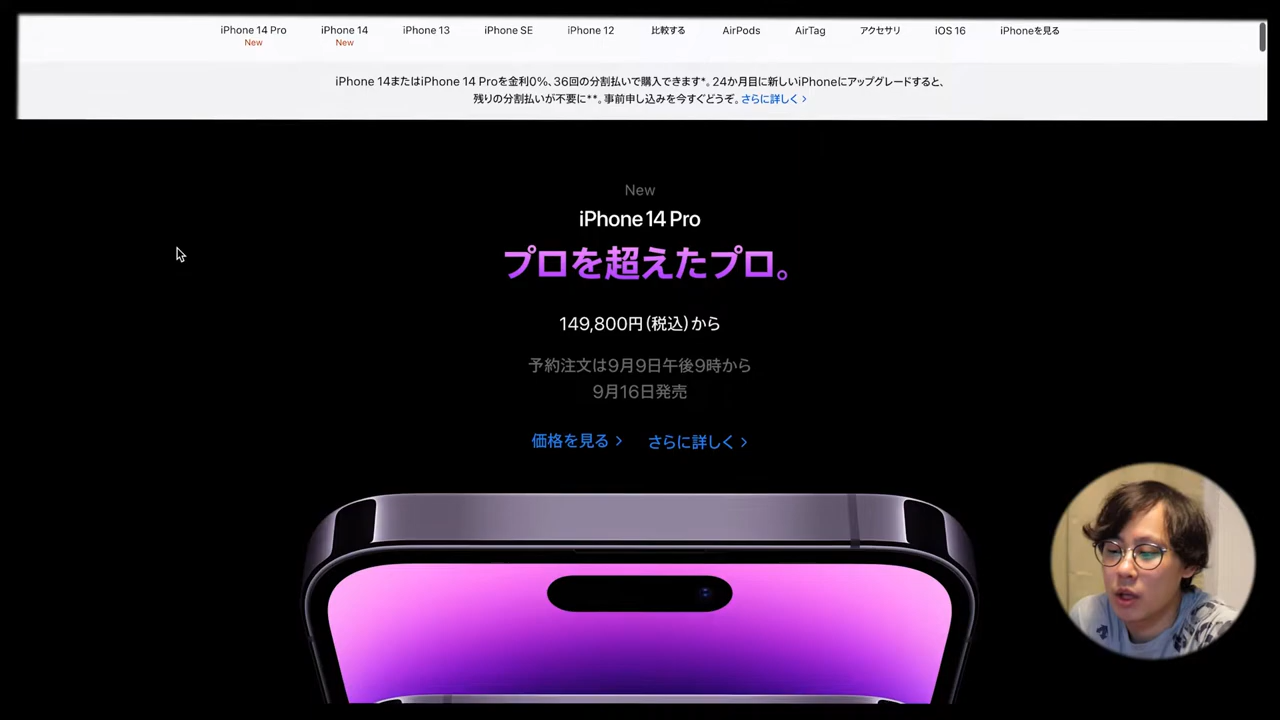 iPhone 14 Pro
New
iPhone 14
New
iPhone 13
iPhone SE
iPhone 12
比較する
AirPods
AirTag
アクセサリ
iOS 16
iPhoneを見る
iPhone 14またはiPhone 14 Proを金利0%、36回の分割払いで購入できます*。24か月目に新しいiPhoneにアップグレードすると、
残りの分割払いが不要に**。事前申し込みを今すぐどうぞ。さらに詳しく >
New
iPhone 14 Pro
プロを超えたプロ。
149,800円(税込)から
予約注文は9月9日午後9時から
9月16日発売
価格を見る > さらに詳しく >